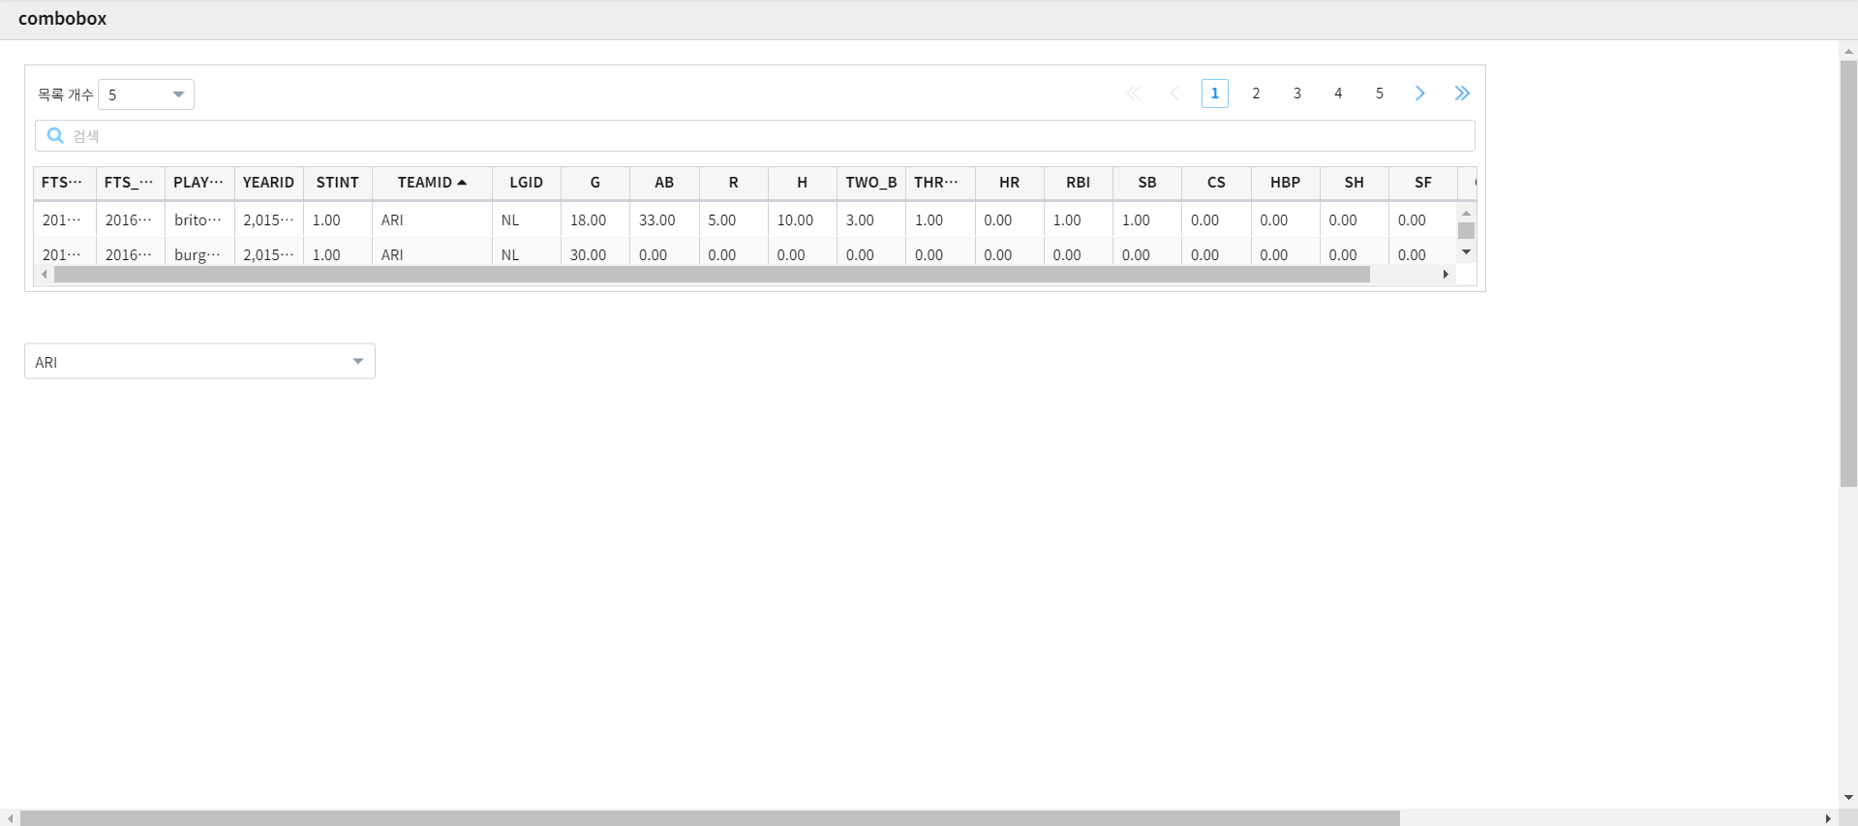 combobox
목록 개수 5 1 2 3 4 5
검색
FTS··· FTS_··· PLAY··· YEARID STINT TEAMID LGID G AB R H TWO_B THR··· HR RBI SB CS HBP SH SF
201··· 2016··· brito··· 2,015··· 1.00 ARI NL 18.00 33.00 5.00 10.00 3.00 1.00 0.00 1.00 1.00 0.00 0.00 0.00 0.00
201··· 2016··· burg··· 2,015··· 1.00 ARI NL 30.00 0.00 0.00 0.00 0.00 0.00 0.00 0.00 0.00 0.00 0.00 0.00 0.00
ARI